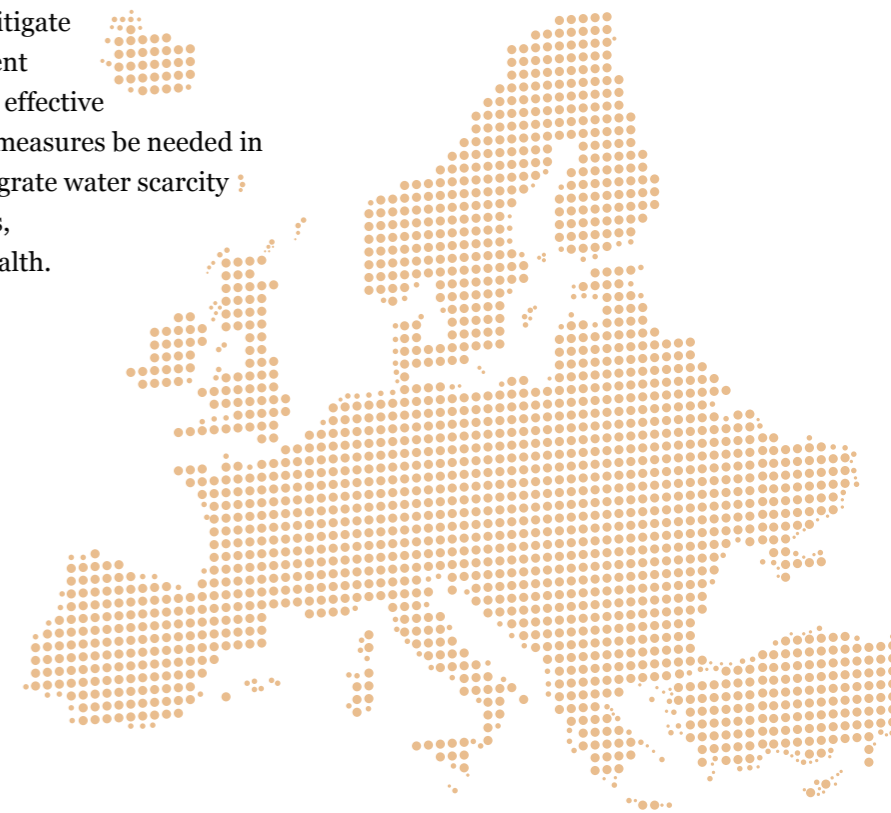 itigate
ent
effective
measures be needed in
grate water scarcity
s,
alth.